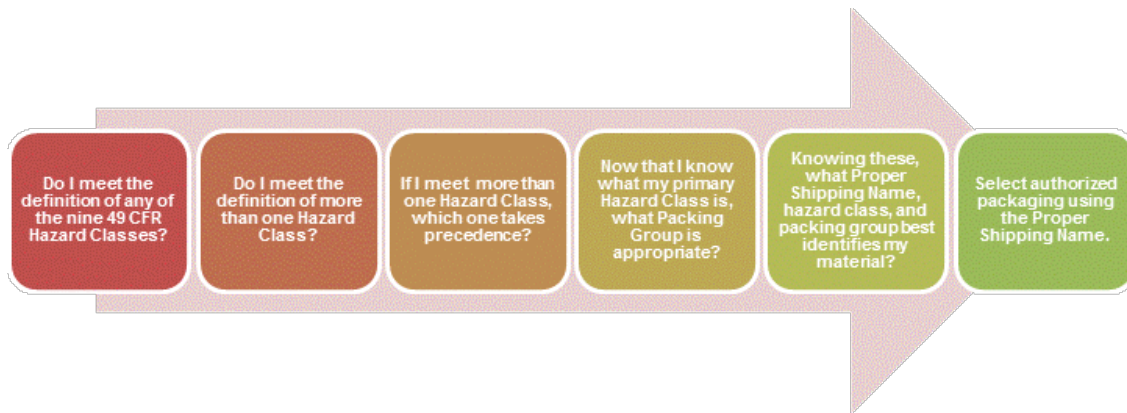 Do I meet the
definition of any of
the nine 49 CFR
Hazard Classes?
Do I meet the
definition of more
than one Hazard
Class?
If I meet more than
one Hazard Class,
which one takes
precedence?
Now that I know
what my primary
Hazard Class is,
what Packing
Group is
appropriate?
Knowing these,
what Proper
Shipping Name,
hazard class, and
packing group best
identifies my
material?
Select authorized
packaging using
the Proper
Shipping Name.